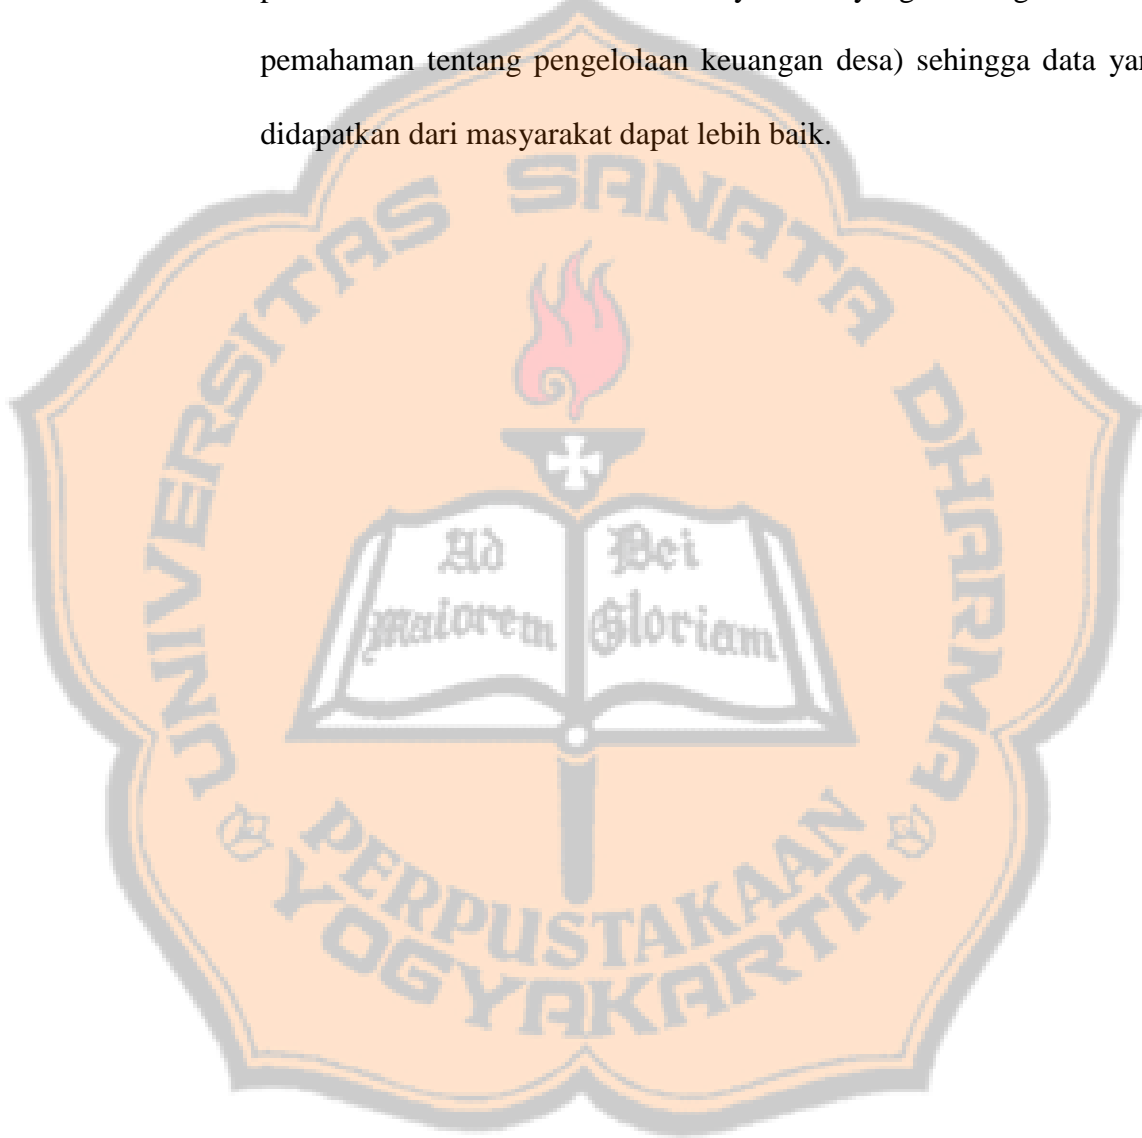 pemahaman tentang pengelolaan keuangan desa) sehingga data
didapatkan dari masyarakat dapat lebih baik.
UNIVERSITAS SANATA DHARMA
Ad
Dei
Maiorem
Gloriam
PERPUSTAKAAN
YOGYAKARTA